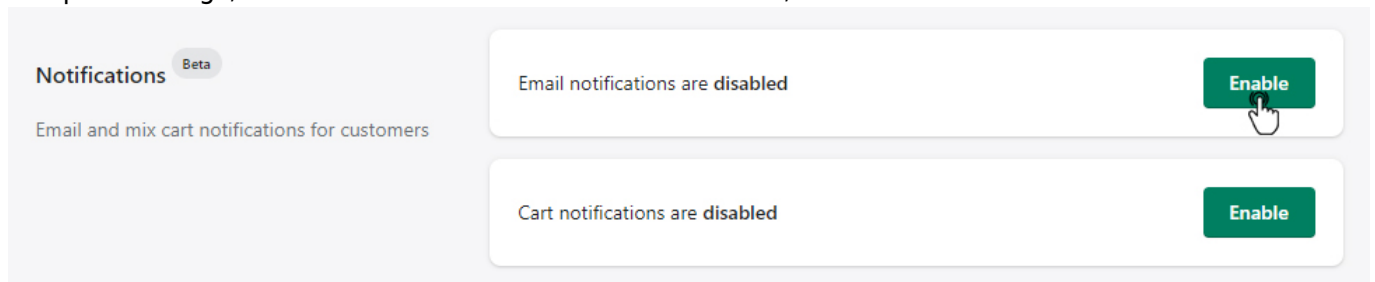 Notifications Beta
Email and mix cart notifications for customers
Email notifications are disabled
Enable
Cart notifications are disabled
Enable